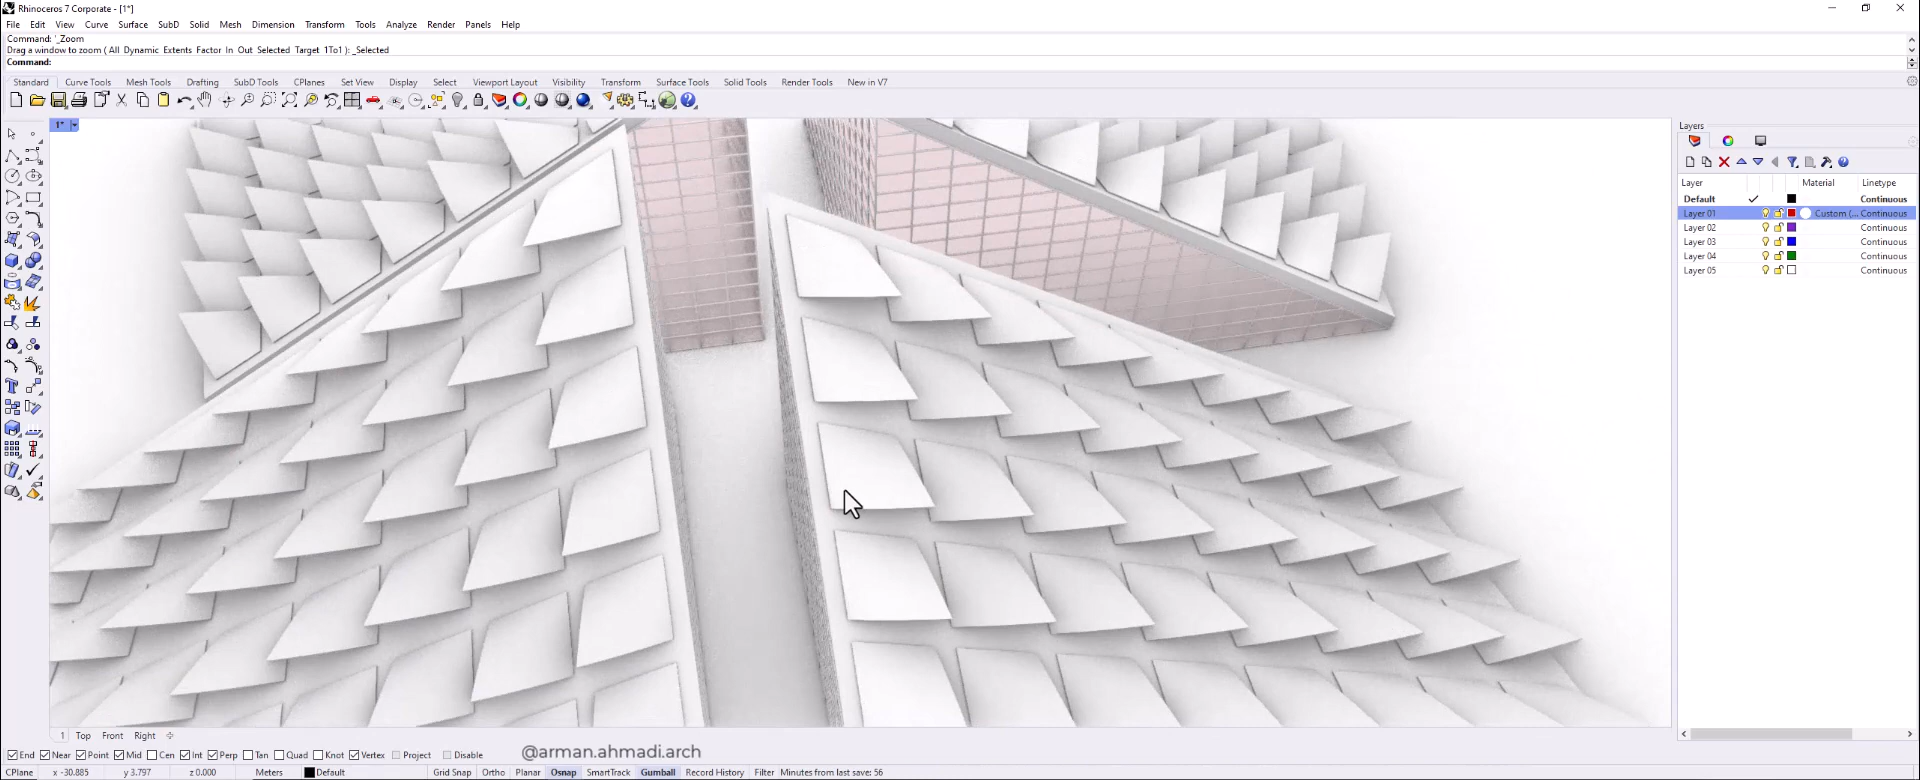 Rhinoceros 7 Corporate - [1*]
File Edit View Curve Surface SubD Solid Mesh Dimension Transform Tools Analyze Render Panels Help
Command: '_Zoom
Drag a window to zoom ( All Dynamic Extents Factor In Out Selected Target 1To1 ): _Selected
Command:
Standard Curve Tools Mesh Tools Drafting SubD Tools CPlanes Set View Display Select Viewport Layout Visibility Transform Surface Tools Solid Tools Render Tools New in V7
1*
Layers
Layer Material Linetype
Default Continuous
Layer 01 Custom (... Continuous
Layer 02 Continuous
Layer 03 Continuous
Layer 04 Continuous
Layer 05 Continuous
1 Top Front Right
End Near Point Mid Cen Int Perp Tan Quad Knot Vertex Project Disable
@arman.ahmadi.arch
CPlane x -30.885 y 3.797 z 0.000 Meters Default Grid Snap Ortho Planar Osnap SmartTrack Gumball Record History Filter Minutes from last save: 56